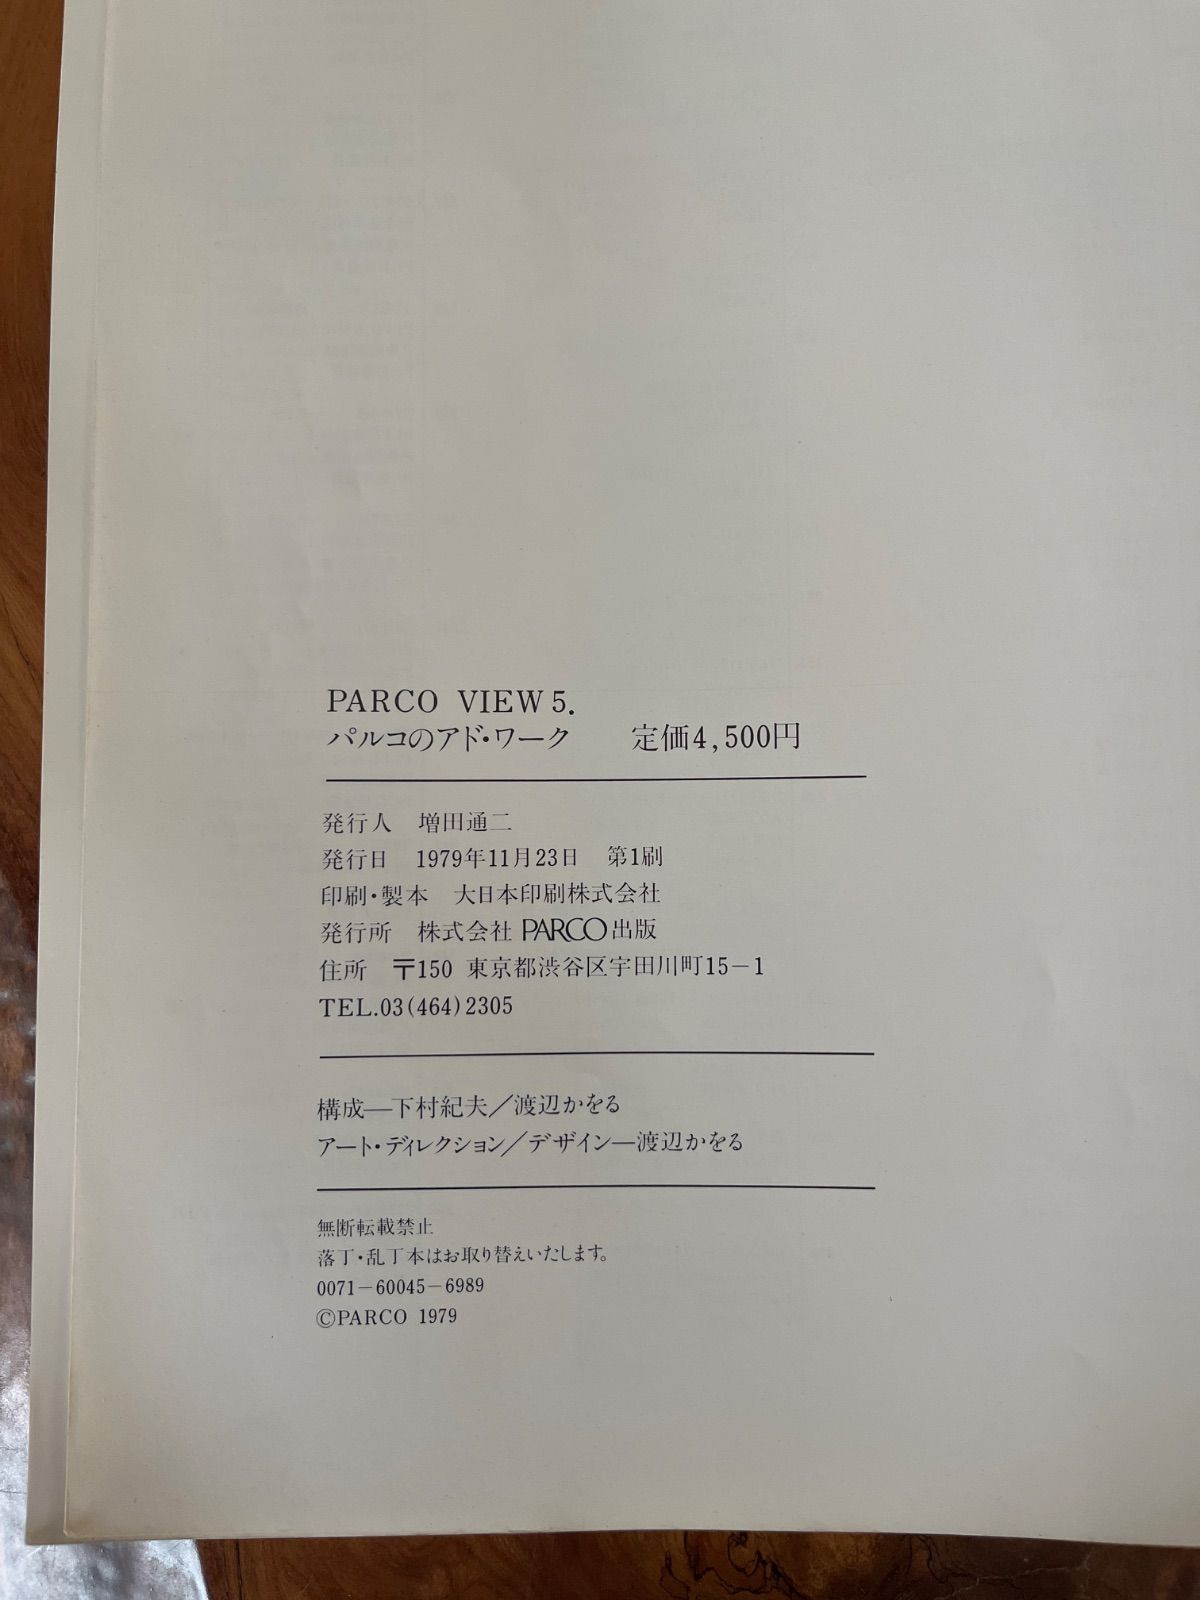 PARCO VIEW 5.
パルコのアド・ワーク　定価4,500円
発行人　増田通二
発行日　1979年11月23日　第1刷
印刷・製本　大日本印刷株式会社
発行所　株式会社 PARCO出版
住所　〒150 東京都渋谷区宇田川町15－1
TEL.03(464)2305
構成―下村紀夫／渡辺かをる
アート・ディレクション／デザイン―渡辺かをる
無断転載禁止
落丁・乱丁本はお取り替えいたします。
0071－60045－6989
©PARCO 1979